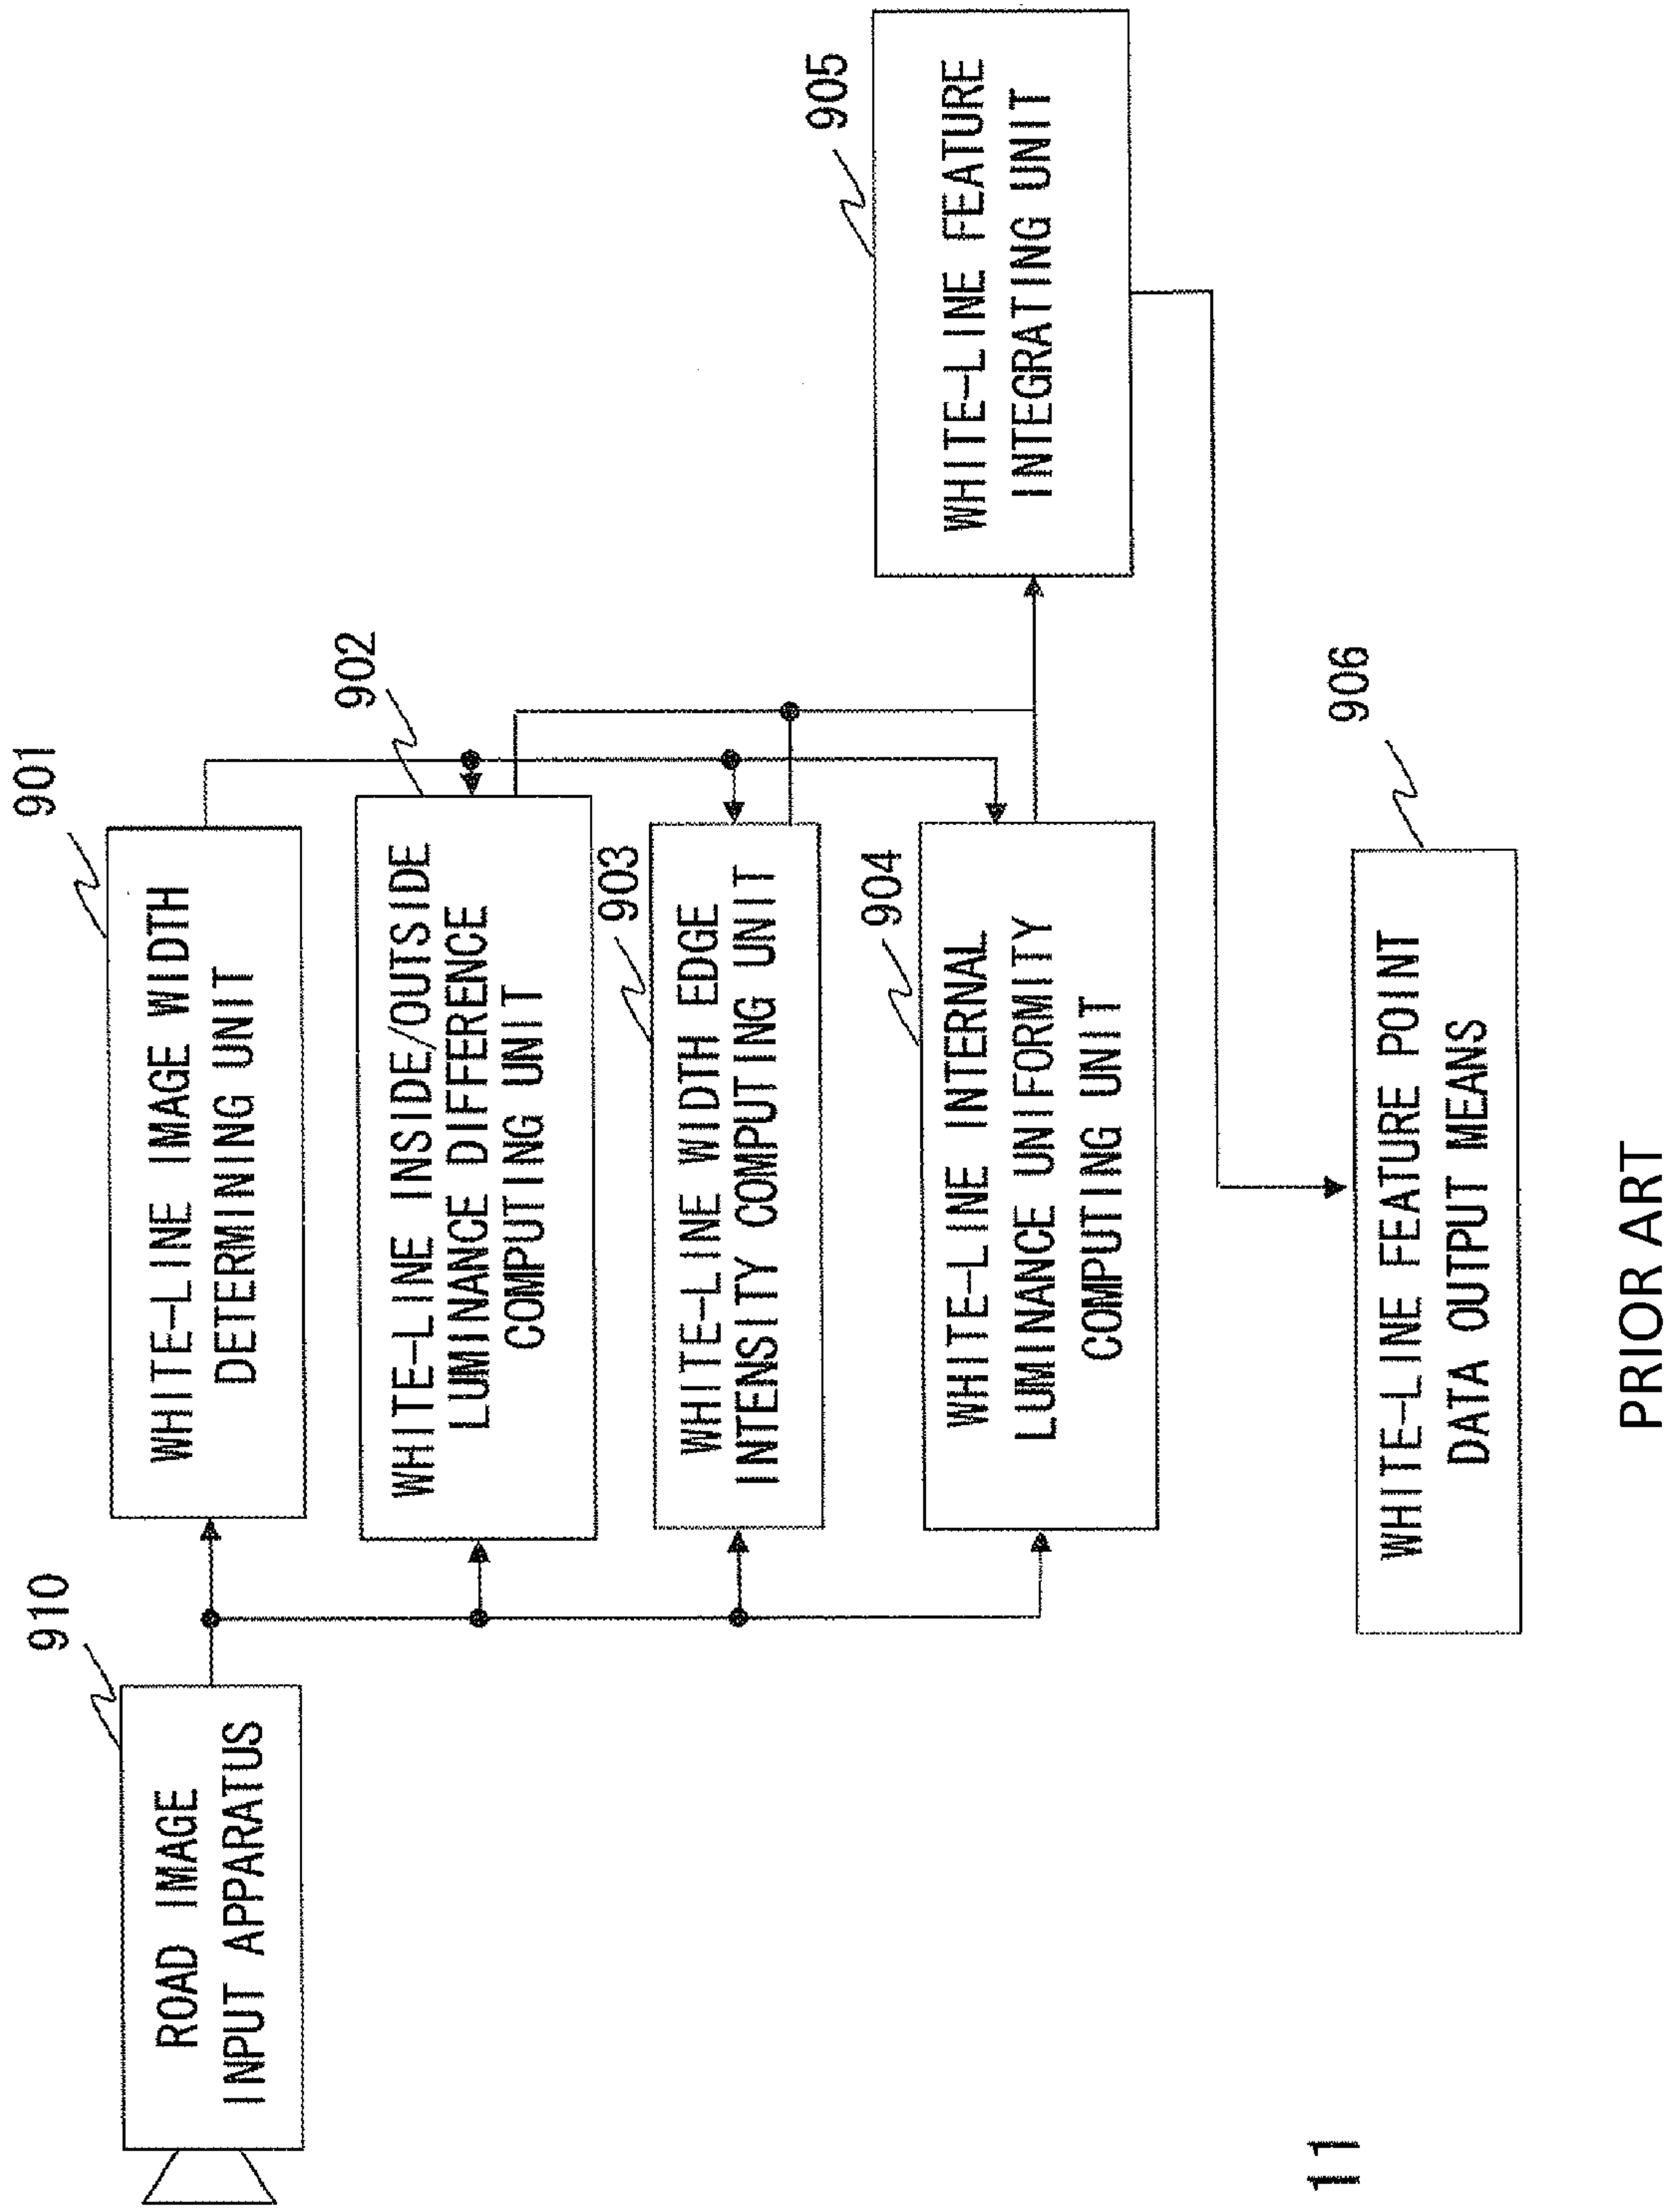 910
ROAD IMAGE
INPUT APPARATUS
901
WHITE-LINE IMAGE WIDTH
DETERMINING UNIT
902
WHITE-LINE INSIDE/OUTSIDE
LUMINANCE DIFFERENCE
COMPUTING UNIT
903
WHITE-LINE WIDTH EDGE
INTENSITY COMPUTING UNIT
904
WHITE-LINE INTERNAL
LUMINANCE UNIFORMITY
COMPUTING UNIT
905
WHITE-LINE FEATURE
INTEGRATING UNIT
906
WHITE-LINE FEATURE POINT
DATA OUTPUT MEANS
11
PRIOR ART